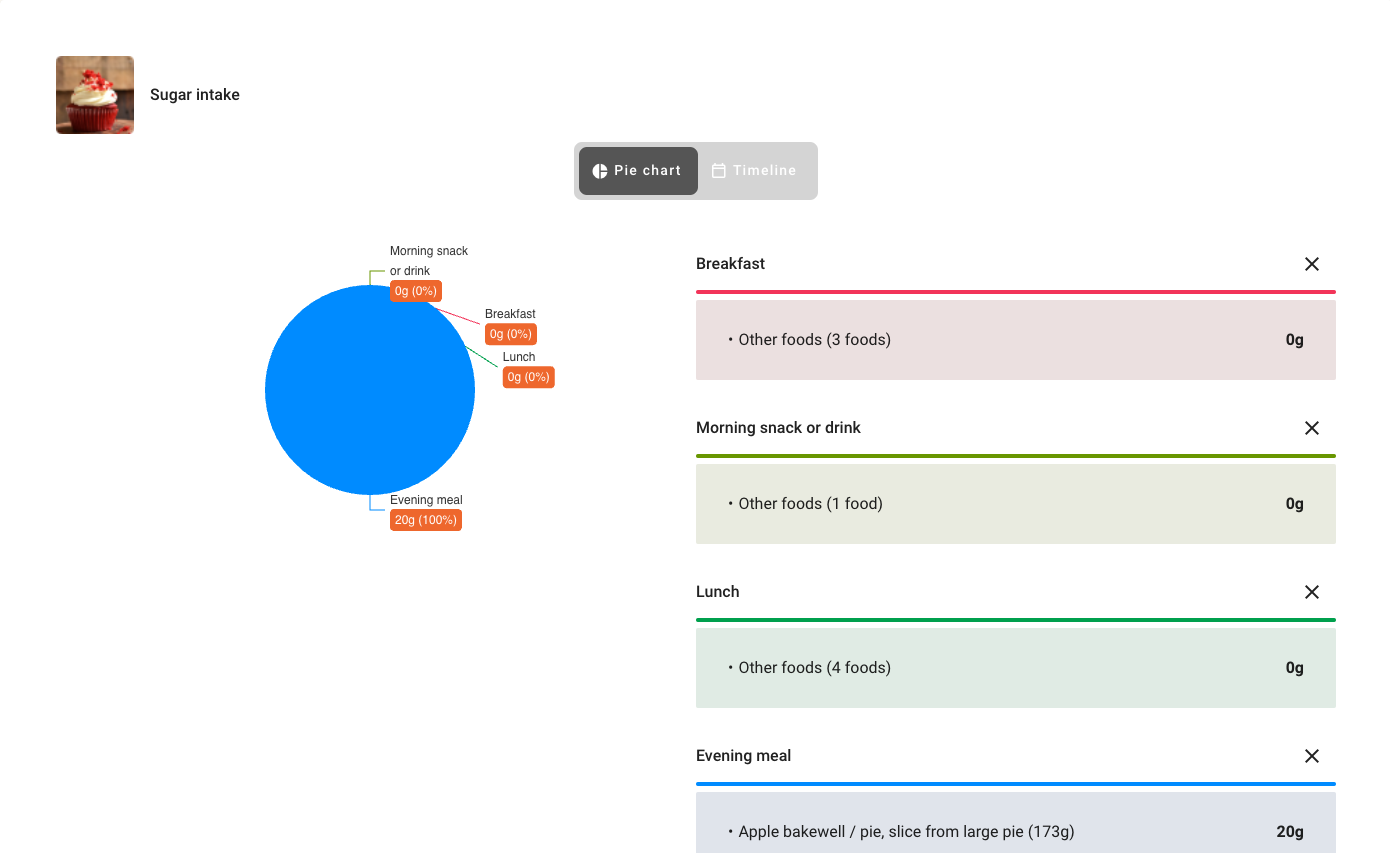 Sugar intake
Pie chart
Timeline
Morning snack
or drink
0g (0%)
Breakfast
0g (0%)
Lunch
0g (0%)
Evening meal
20g (100%)
Breakfast
• Other foods (3 foods) 0g
Morning snack or drink
• Other foods (1 food) 0g
Lunch
• Other foods (4 foods) 0g
Evening meal
• Apple bakewell / pie, slice from large pie (173g) 20g